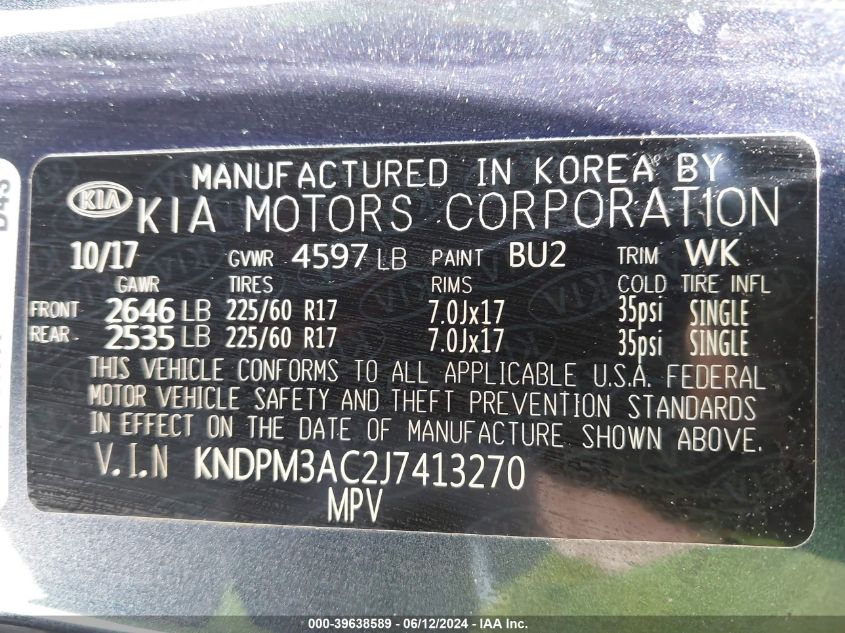 MANUFACTURED IN KOREA BY
KIA KIA MOTORS CORPORATION
10/17 GVWR 4597 LB PAINT BU2 TRIM WK
GAWR TIRES RIMS COLD TIRE INFL
FRONT 2646 LB 225/60 R17 7.0Jx17 35psi SINGLE
REAR - 2535 LB 225/60 R17 7.0Jx17 35psi SINGLE
THIS VEHICLE CONFORMS TO ALL APPLICABLE U.S.A. FEDERAL
MOTOR VEHICLE SAFETY AND THEFT PREVENTION STANDARDS
IN EFFECT ON THE DATE OF MANUFACTURE SHOWN ABOVE.
V.I.N KNDPM3AC2J7413270
MPV
000-39638589 - 06/12/2024 - © IAA, Inc.